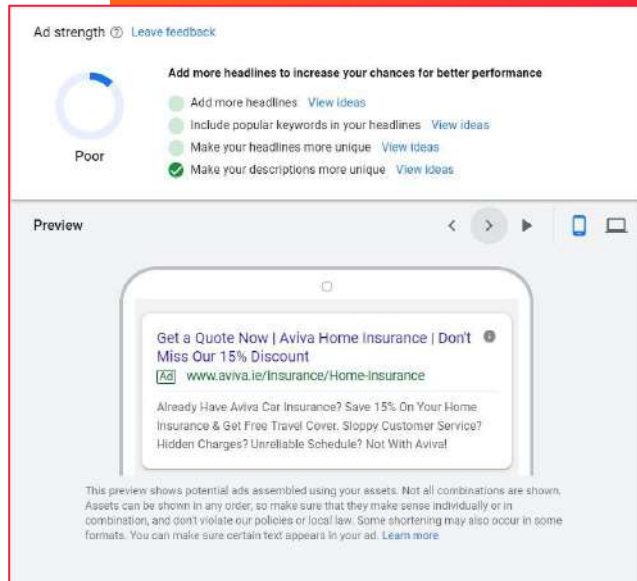 Ad strength
Leave feedback
Add more headlines to increase your chances for better performance
Add more headlines View ideas
Include popular keywords in your headlines View ideas
Make your headlines more unique View ideas
Make your descriptions more unique View ideas
Poor
Preview
Get a Quote Now | Aviva Home Insurance | Don't
Miss Our 15% Discount
Ad www.aviva.ie/Insurance/Home-Insurance
Already Have Aviva Car Insurance? Save 15% On Your Home
Insurance & Get Free Travel Cover. Sloppy Customer Service?
Hidden Charges? Unreliable Schedule? Not With Aviva!
This preview shows potential ads assembled using your assets. Not all combinations are shown.
Assets can be shown in any order, so make sure that they make sense individually or in
combination, and don't violate our policies or local law. Some shortening may also occur in some
formats. You can make sure certain text appears in your ad. Learn more